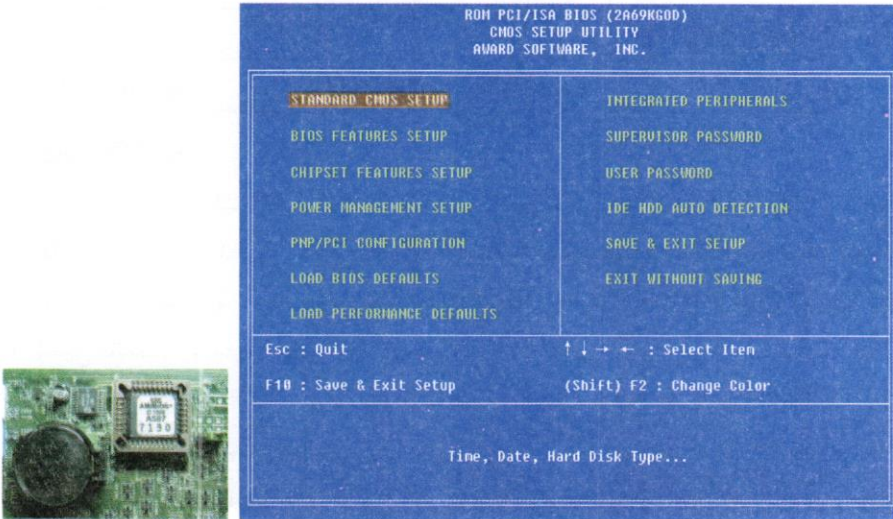 ROM PCI/ISA BIOS (2A69KG0D)
CMOS SETUP UTILITY
AWARD SOFTWARE, INC.
STANDARD CMOS SETUP
BIOS FEATURES SETUP
CHIPSET FEATURES SETUP
POWER MANAGEMENT SETUP
PNP/PCI CONFIGURATION
LOAD BIOS DEFAULTS
LOAD PERFORMANCE DEFAULTS
INTEGRATED PERIPHERALS
SUPERVISOR PASSWORD
USER PASSWORD
IDE HDD AUTO DETECTION
SAVE & EXIT SETUP
EXIT WITHOUT SAVING
Esc : Quit
↑ ↓ → ← : Select Item
F10 : Save & Exit Setup
(Shift) F2 : Change Color
Time, Date, Hard Disk Type...
7190